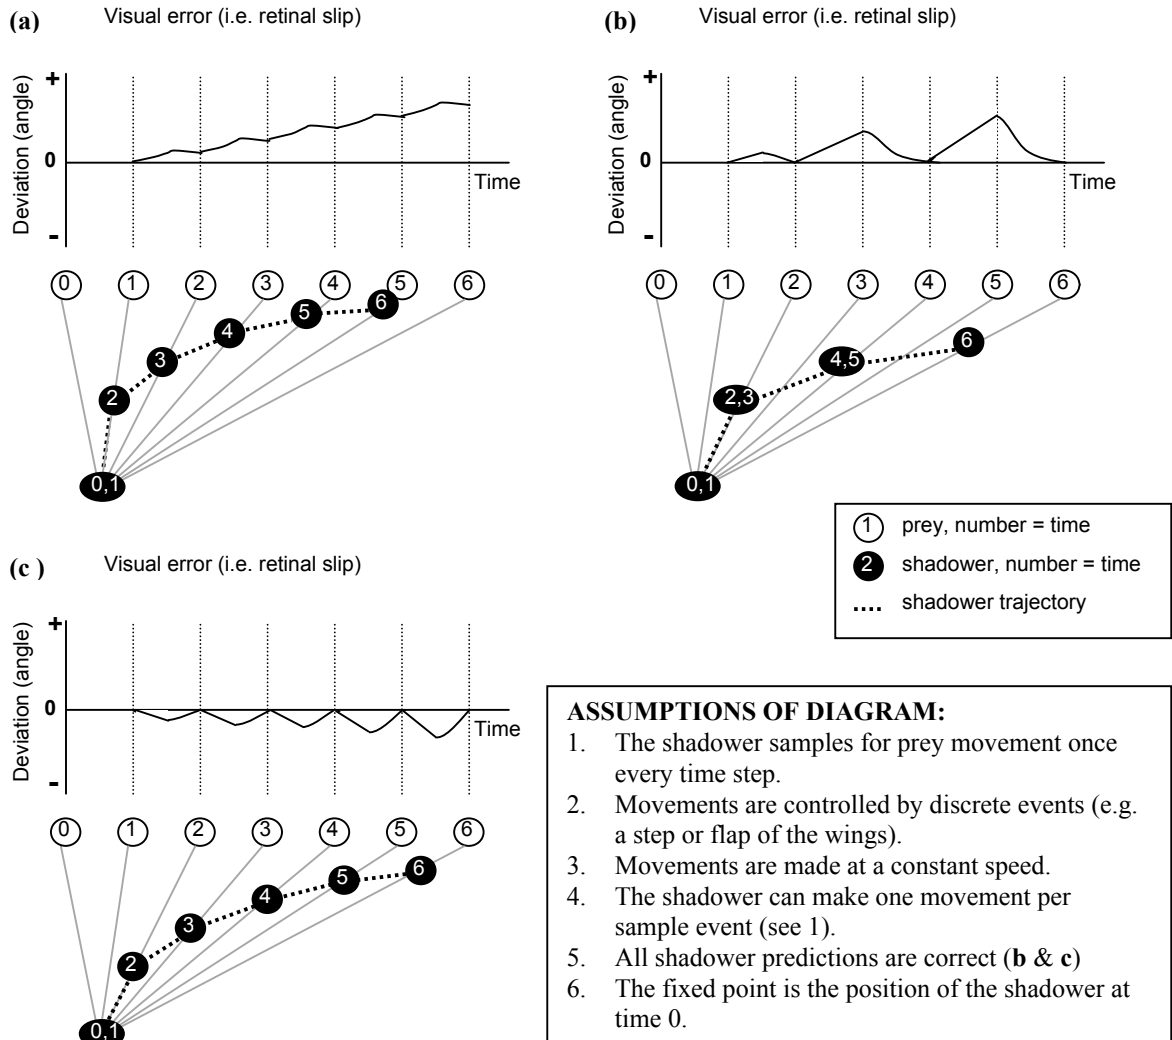 (a) Visual error (i.e. retinal slip)
Deviation (angle)
+
0
-
Time
0 1 2 3 4 5 6
6
5
4
3
2
0,1
(b) Visual error (i.e. retinal slip)
Deviation (angle)
+
0
-
Time
0 1 2 3 4 5 6
6
4,5
2,3
0,1
1 prey, number = time
2 shadower, number = time
shadower trajectory
(c ) Visual error (i.e. retinal slip)
Deviation (angle)
+
0
-
Time
0 1 2 3 4 5 6
6
5
4
3
2
0,1
ASSUMPTIONS OF DIAGRAM:
1. The shadower samples for prey movement once
every time step.
2. Movements are controlled by discrete events (e.g.
a step or flap of the wings).
3. Movements are made at a constant speed.
4. The shadower can make one movement per
sample event (see 1).
5. All shadower predictions are correct (b & c)
6. The fixed point is the position of the shadower at
time 0.